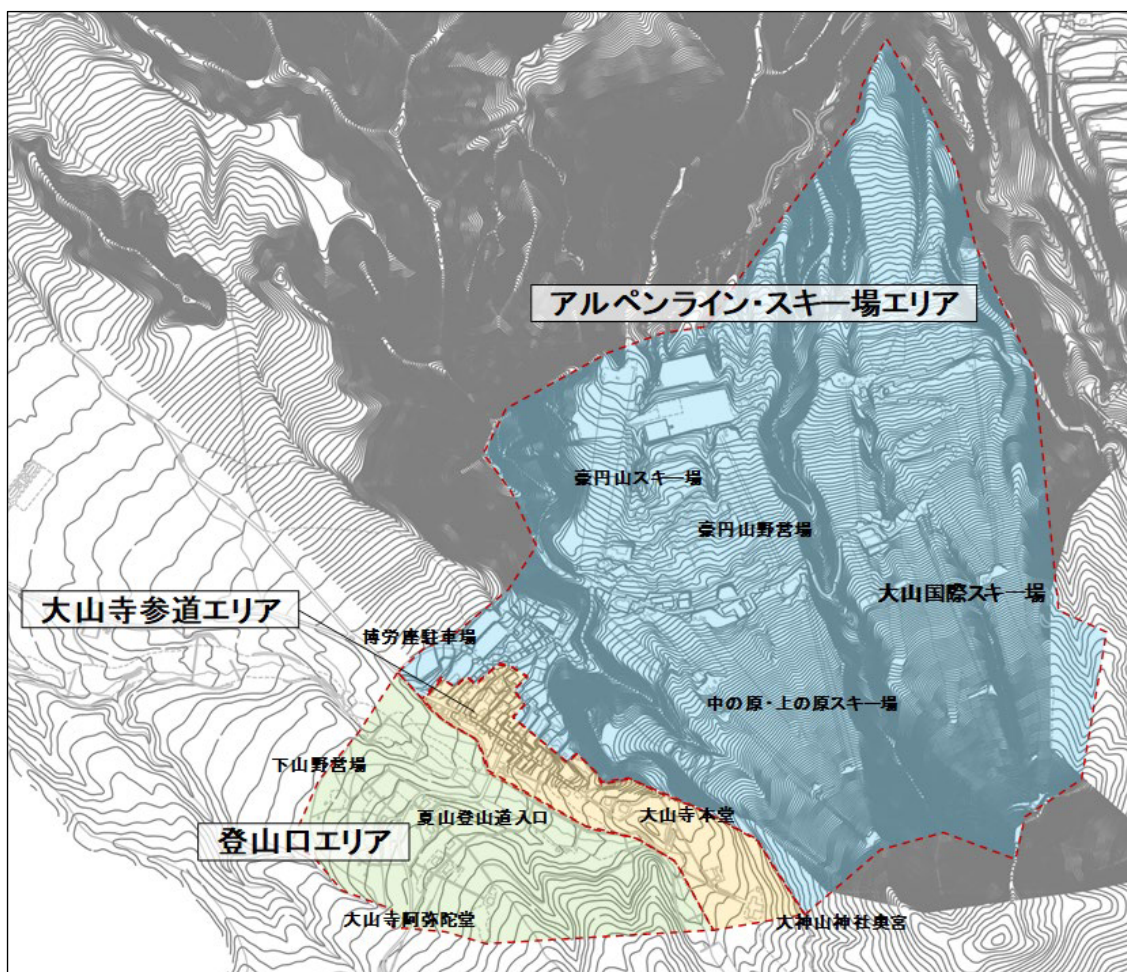 アルペンライン・スキー場エリア
豪円山スキー場
豪円山野営場
大山国際スキー場
大山寺参道エリア
博労座駐車場
中の原・上の原スキー場
下山野営場
夏山登山道入口
大山寺本堂
登山口エリア
大山寺阿弥陀堂
大神山神社奥宮